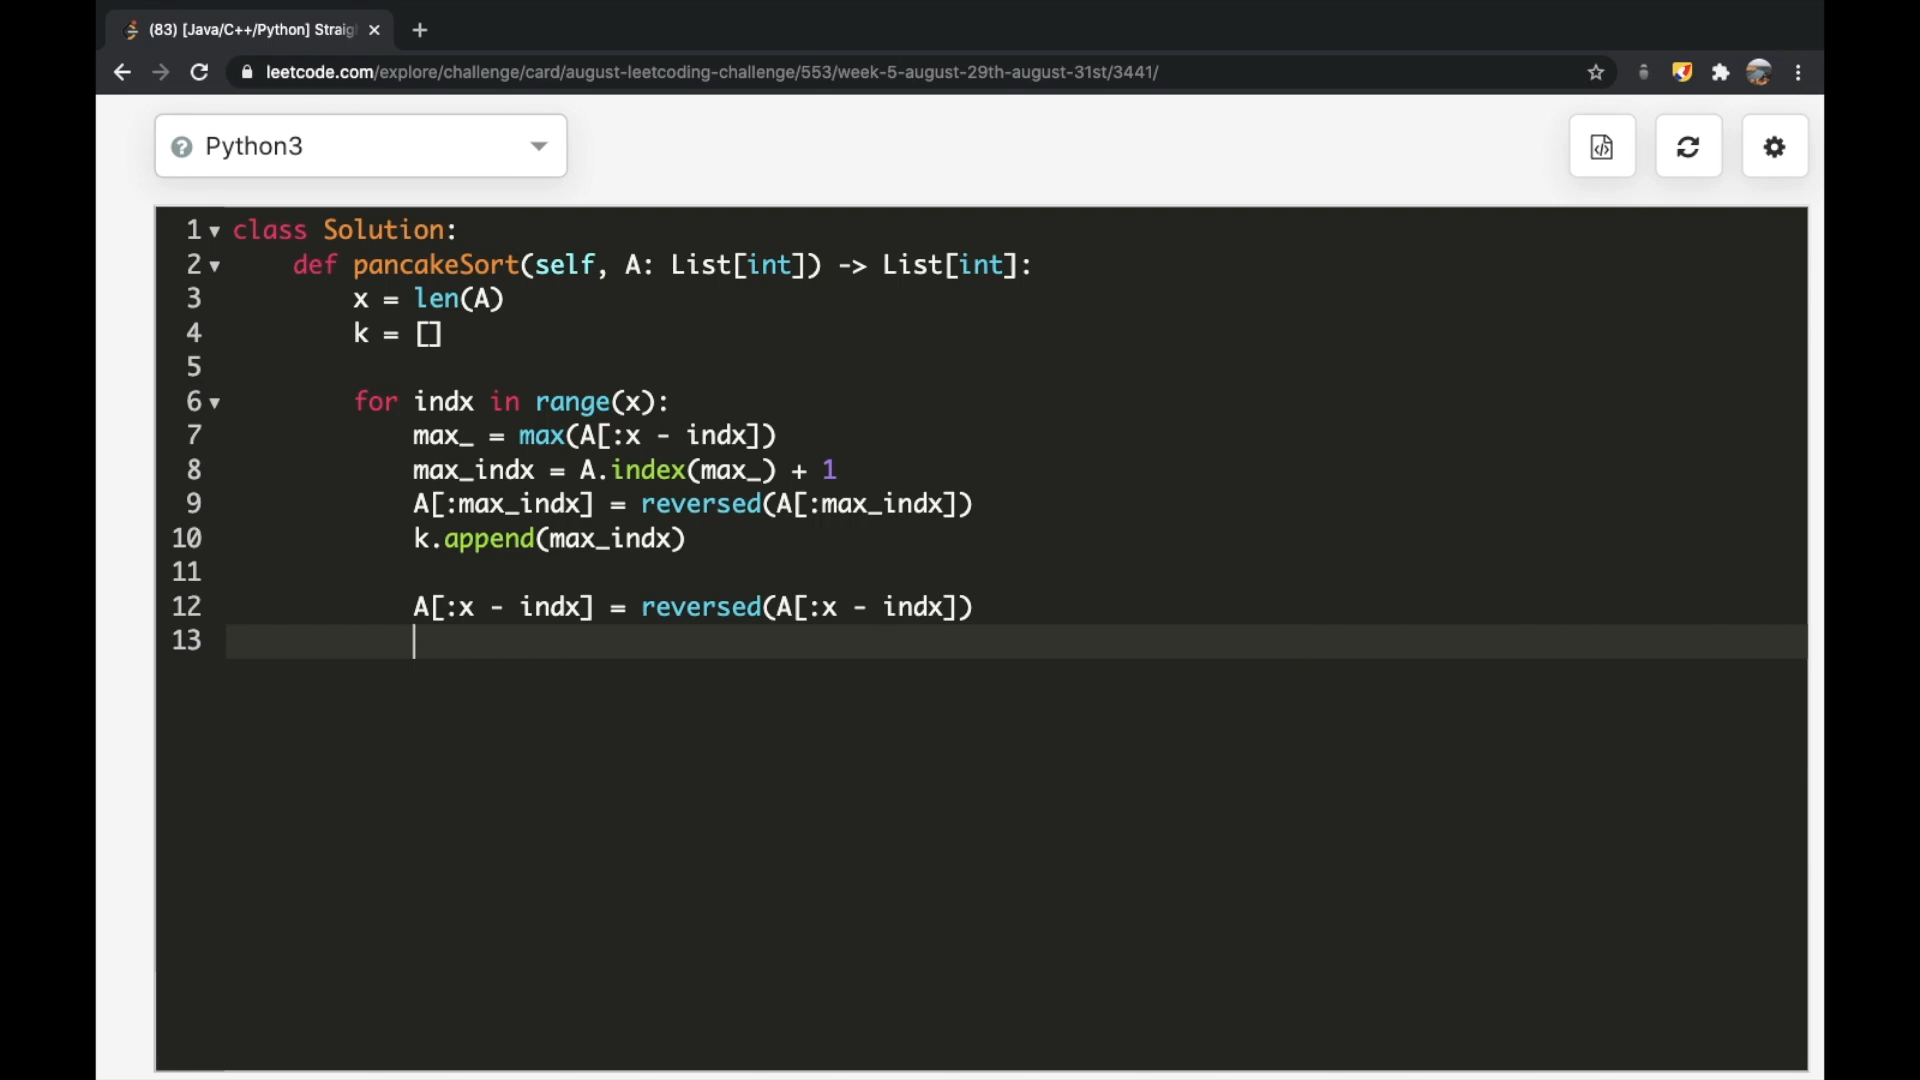 (83) [Java/C++/Python] Straig
leetcode.com/explore/challenge/card/august-leetcoding-challenge/553/week-5-august-29th-august-31st/3441/
Python3
1 class Solution:
2 def pancakeSort(self, A: List[int]) -> List[int]:
3 x = len(A)
4 k = []
5
6 for indx in range(x):
7 max_ = max(A[:x - indx])
8 max_indx = A.index(max_) + 1
9 A[:max_indx] = reversed(A[:max_indx])
10 k.append(max_indx)
11
12 A[:x - indx] = reversed(A[:x - indx])
13